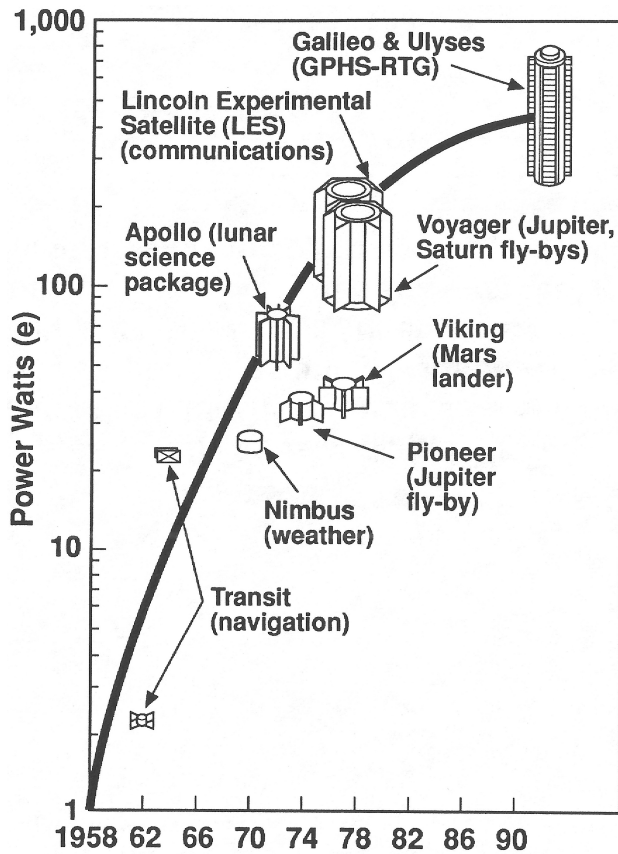 1,000
Galileo & Ulyses
(GPHS-RTG)
Lincoln Experimental
Satellite (LES)
(communications)
Apollo (lunar
science
package)
Voyager (Jupiter,
Saturn fly-bys)
100
Viking
(Mars
lander)
Power Watts (e)
Pioneer
(Jupiter
fly-by)
Nimbus
(weather)
10
Transit
(navigation)
1
1958 62 66 70 74 78 82 86 90